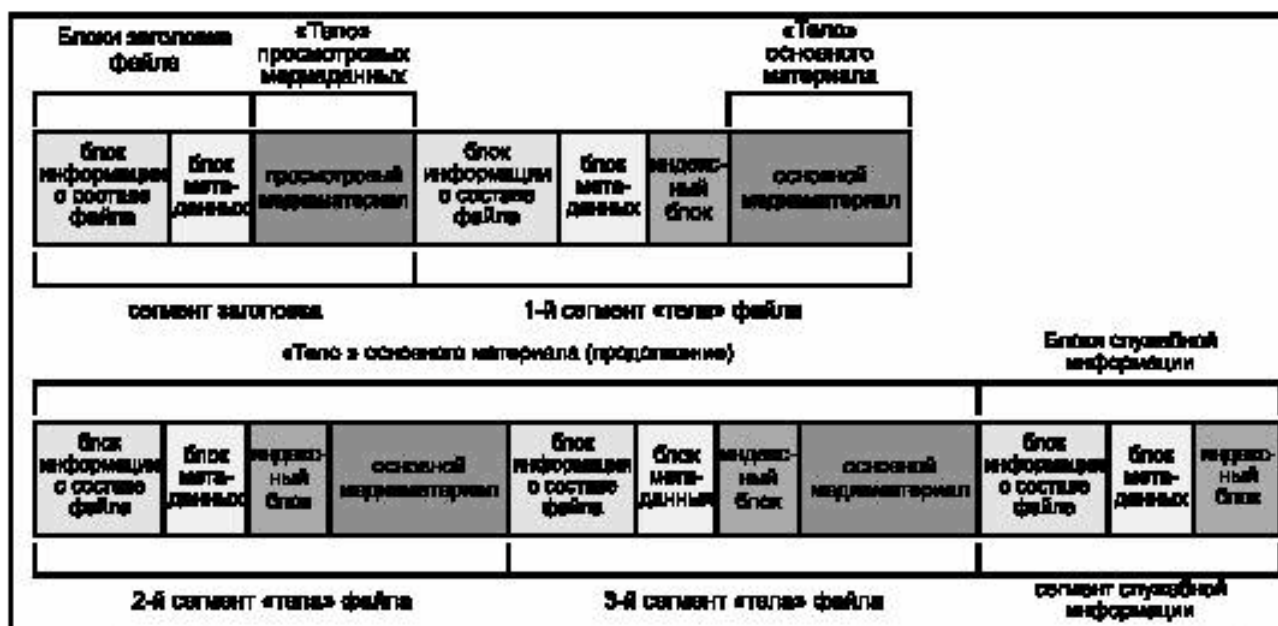 Блоки заголовка
файла
«Тело»
просмотровых
медиаданных
«Тело»
основного
материала
блок
информации
о составе
файла
блок
мета-
данных
просмотровый
медиаматериал
блок
информации
о составе
файла
блок
мета-
данных
индекс-
ный
блок
основной
медиаматериал
сегмент заголовка
1-й сегмент «тела» файла
«Тело » основного материала (продолжение)
Блоки служебной
информации
блок
информации
о составе
файла
блок
мета-
данных
индекс-
ный
блок
основной
медиаматериал
блок
информации
о составе
файла
блок
мета-
данных
индекс-
ный
блок
основной
медиаматериал
блок
информации
о составе
файла
блок
мета-
данных
индекс-
ный
блок
2-й сегмент «тела» файла
3-й сегмент «тела» файла
сегмент служебной
информации